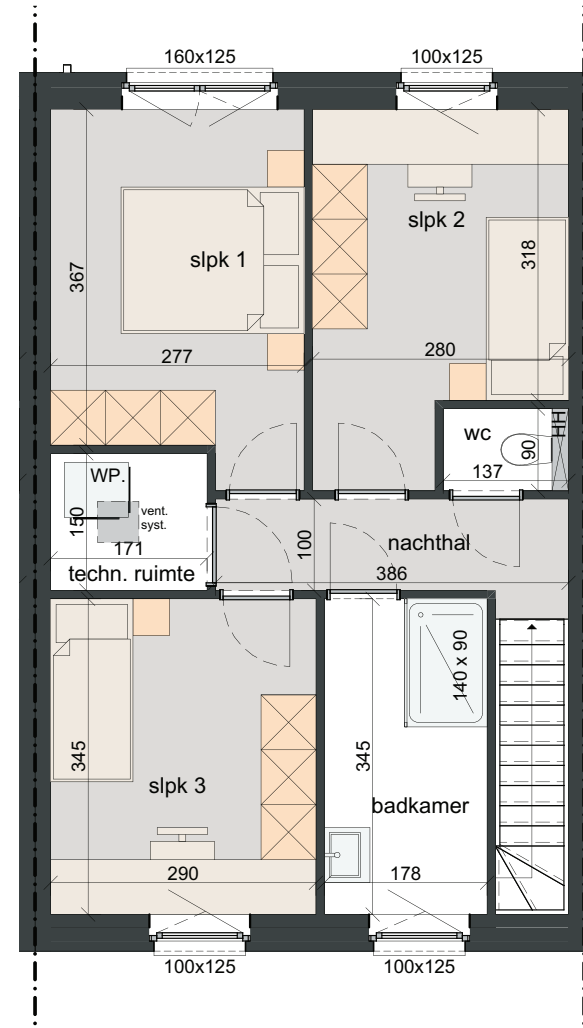 160x125
100x125
slpk 1
slpk 2
367
318
277
280
wc
HH
90
137
WP.
vent.
syst.
150
171
techn. ruimte
100
nachthal
386
140 x 90
345
slpk 3
345
badkamer
290
178
100x125
100x125